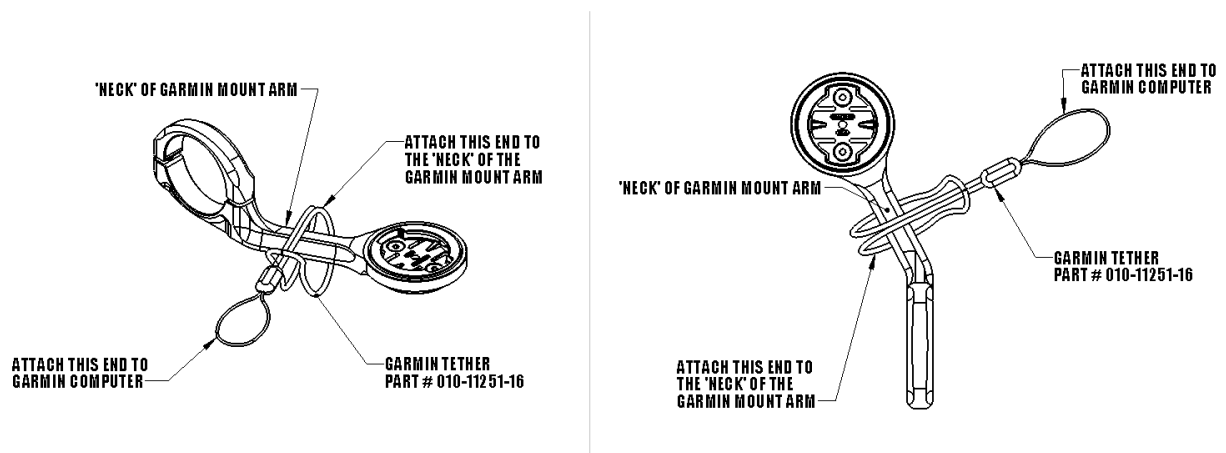 'NECK' OF GARMIN MOUNT ARM
ATTACH THIS END TO
THE 'NECK' OF THE
GARMIN MOUNT ARM
ATTACH THIS END TO
GARMIN COMPUTER
GARMIN TETHER
PART # 010-11251-16
ATTACH THIS END TO
GARMIN COMPUTER
'NECK' OF GARMIN MOUNT ARM
GARMIN TETHER
PART # 010-11251-16
ATTACH THIS END TO
THE 'NECK' OF THE
GARMIN MOUNT ARM